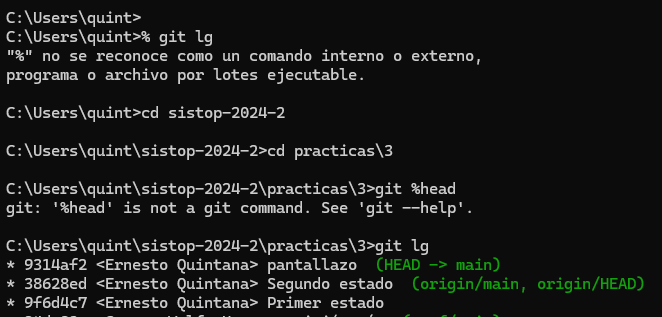 C:\Users\quint>
C:\Users\quint>% git lg
"%" no se reconoce como un comando interno o externo,
programa o archivo por lotes ejecutable.
C:\Users\quint>cd sistop-2024-2
C:\Users\quint\sistop-2024-2>cd practicas\3
C:\Users\quint\sistop-2024-2\practicas\3>git %head
git: '%head' is not a git command. See 'git --help'.
C:\Users\quint\sistop-2024-2\practicas\3>git lg
* 9314af2 <Ernesto Quintana> pantallazo  (HEAD -> main)
* 38628ed <Ernesto Quintana> Segundo estado  (origin/main, origin/HEAD)
* 9f6d4c7 <Ernesto Quintana> Primer estado